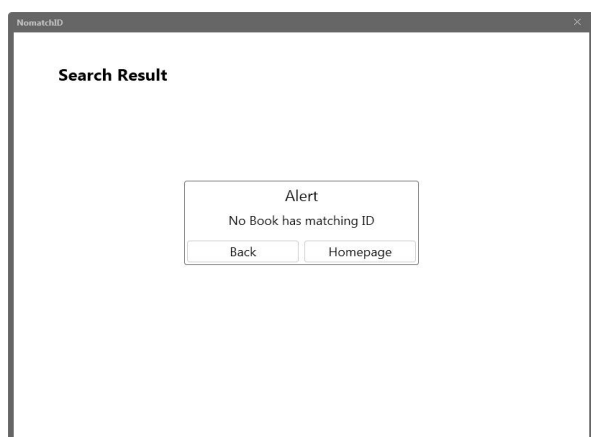 NomatchID
Search Result
Alert
No Book has matching ID
Back Homepage